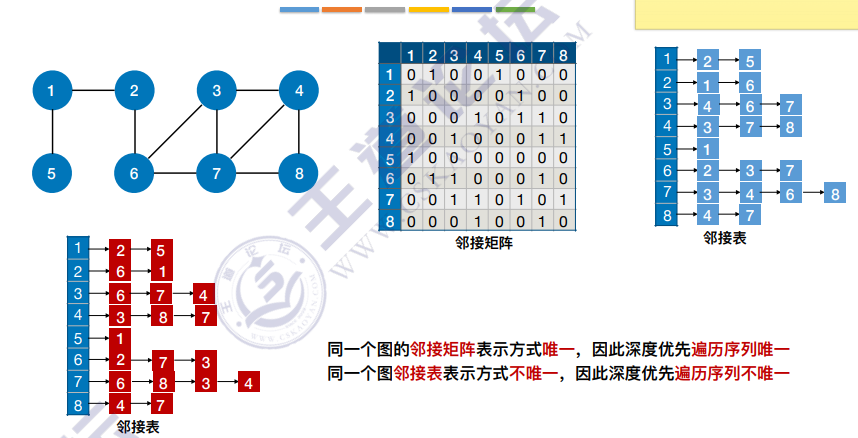 1 2 3 4 5 6 7 8
1 2 3 4
5 6 7 8
1 0 1 0 0 1 0 0 0
2 1 0 0 0 0 1 0 0
3 0 0 0 1 0 1 1 0
4 0 0 1 0 0 0 1 1
5 1 0 0 0 0 0 0 0
6 0 1 1 0 0 0 1 0
7 0 0 1 1 0 1 0 1
8 0 0 0 1 0 0 1 0
邻接矩阵
1 2 5
2 1 6
3 4 6 7
4 3 7 8
5 1
6 2 3 7
7 3 4 6 8
8 4 7
邻接表
1 2 5
2 6 1
3 6 7 4
4 3 8 7
5 1
6 2 7 3
7 6 8 3 4
8 4 7
邻接表
同一个图的邻接矩阵表示方式唯一，因此深度优先遍历序列唯一
同一个图邻接表表示方式不唯一，因此深度优先遍历序列不唯一
王道论坛
WWW.CSKAOYAN.COM